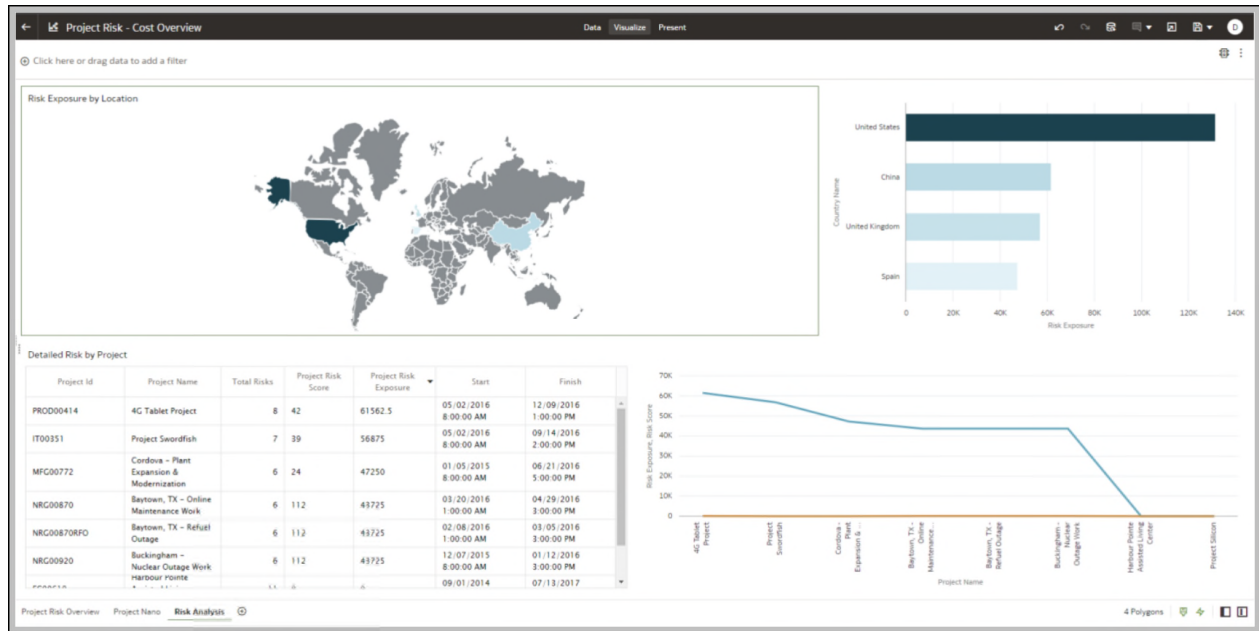 Project Risk - Cost Overview
Data Visualize Present
D
Click here or drag data to add a filter
Risk Exposure by Location
Country Name
United States
China
United Kingdom
Spain
0 20K 40K 60K 80K 100K 120K 140K
Risk Exposure
Detailed Risk by Project
Project Id Project Name Total Risks Project Risk Score Project Risk Exposure Start Finish
PROD00414 4G Tablet Project 8 42 61562.5 05/02/2016 8:00:00 AM 12/09/2016 1:00:00 PM
IT00351 Project Swordfish 7 39 56875 05/02/2016 8:00:00 AM 09/14/2016 2:00:00 PM
MFG00772 Cordova - Plant Expansion & Modernization 6 24 47250 01/05/2015 8:00:00 AM 06/21/2016 5:00:00 PM
NRG00870 Baytown, TX - Online Maintenance Work 6 112 43725 03/20/2016 1:00:00 AM 04/29/2016 3:00:00 PM
NRG00870RFO Baytown, TX - Refuel Outage 6 112 43725 02/08/2016 1:00:00 AM 03/05/2016 3:00:00 PM
NRG00920 Buckingham - Nuclear Outage Work 6 112 43725 12/07/2015 8:00:00 AM 01/12/2016 3:00:00 PM
Harbour Pointe 09/01/2014 07/13/2017
Risk Exposure, Risk Score
70K
60K
50K
40K
30K
20K
10K
0
4G Tablet Project
Project Swordfish
Cordova - Plant Expansion & ...
Baytown, TX - Online Maintenance...
Baytown, TX - Refuel Outage
Buckingham - Nuclear Outage Work
Harbour Pointe Assisted Living Center
Project Silicon
Project Name
Project Risk Overview Project Nano Risk Analysis
4 Polygons